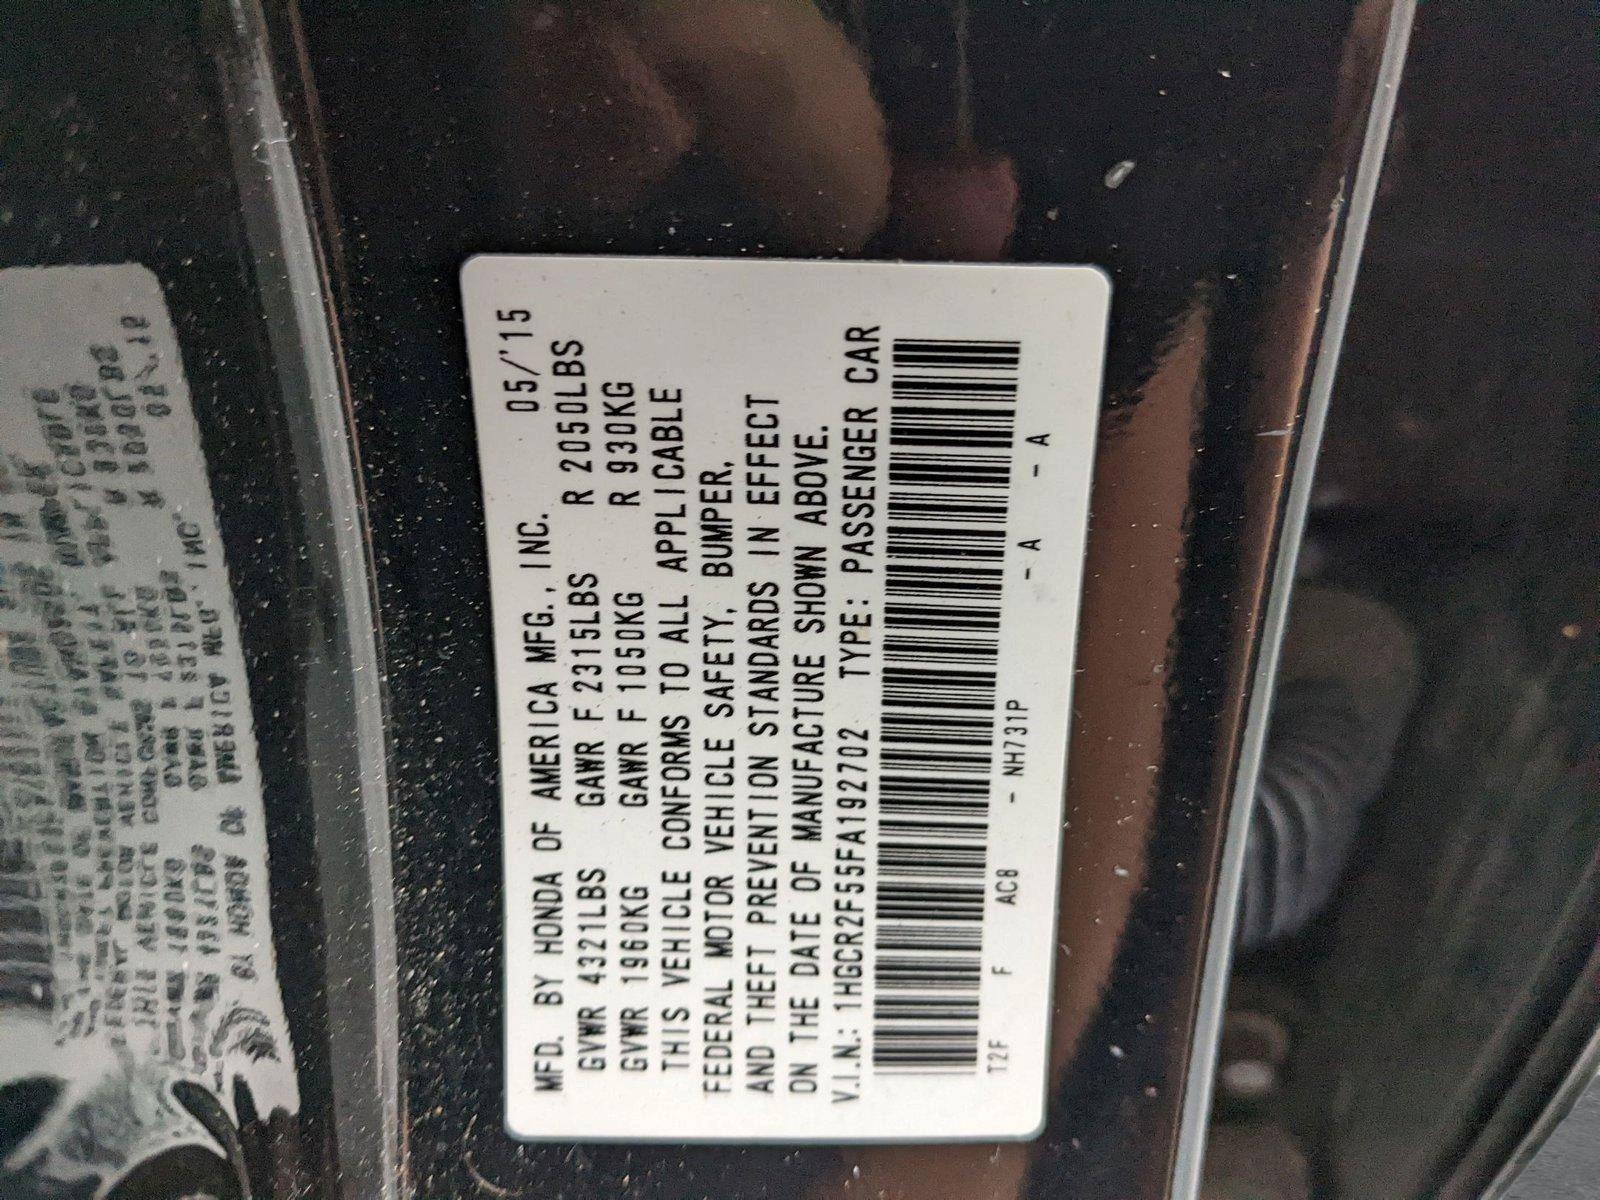 MFD. BY HONDA OF AMERICA MFG., INC. 05/'15
GVWR 4321LBS GAWR F 2315LBS R 2050LBS
GVWR 1960KG GAWR F 1050KG R 930KG
THIS VEHICLE CONFORMS TO ALL APPLICABLE
FEDERAL MOTOR VEHICLE SAFETY, BUMPER,
AND THEFT PREVENTION STANDARDS IN EFFECT
ON THE DATE OF MANUFACTURE SHOWN ABOVE.
V.I.N.: 1HGCR2F55FA192702 TYPE: PASSENGER CAR
T2F F AC8 - NH731P - A - A